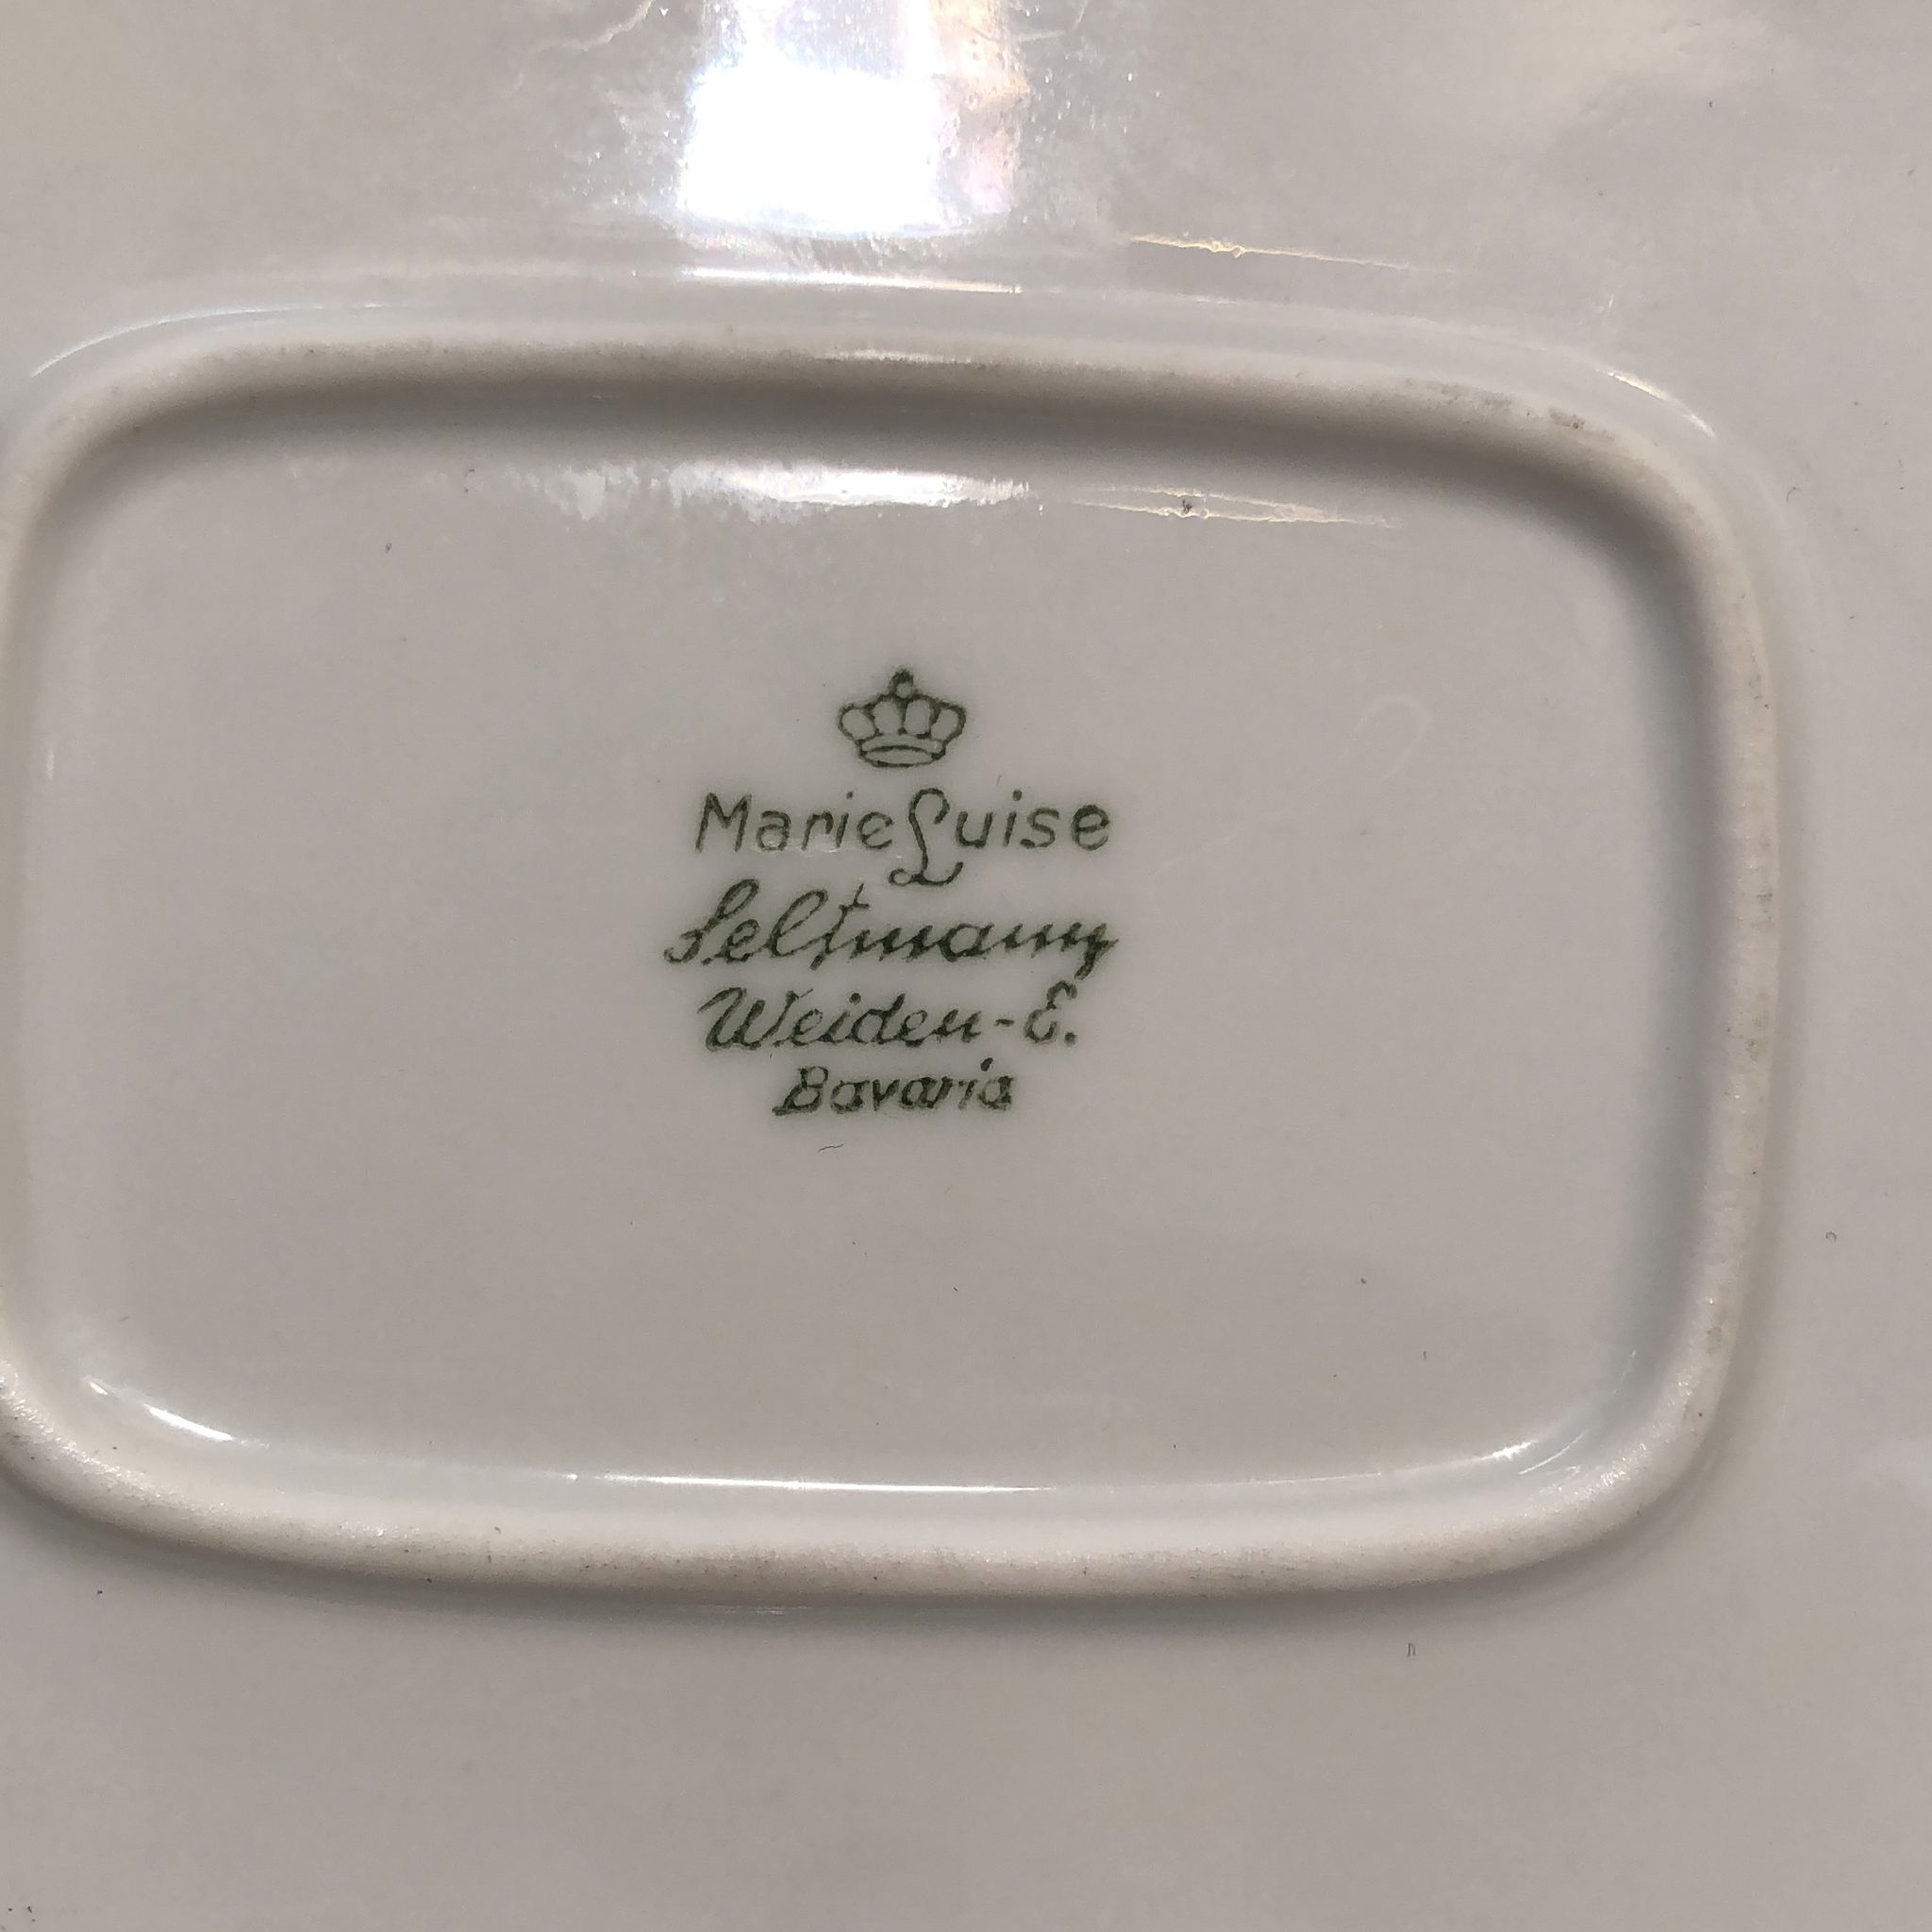 Marie Luise
Seltmann
Weiden-E.
Bavaria